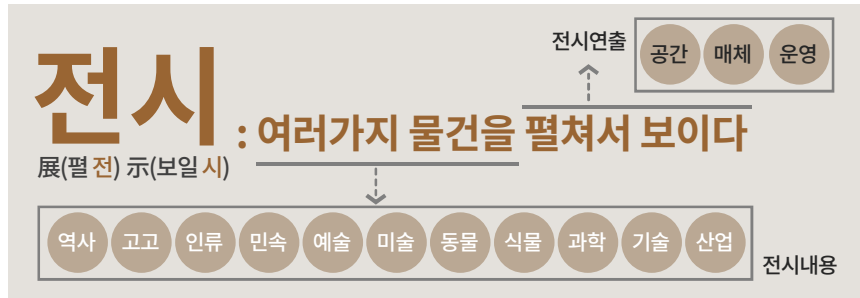 전시연출
공간 매체 운영
전시 : 여러가지 물건을 펼쳐서 보이다
展(펼 전) 示(보일 시)
역사 고고 인류 민속 예술 미술 동물 식물 과학 기술 산업
전시내용